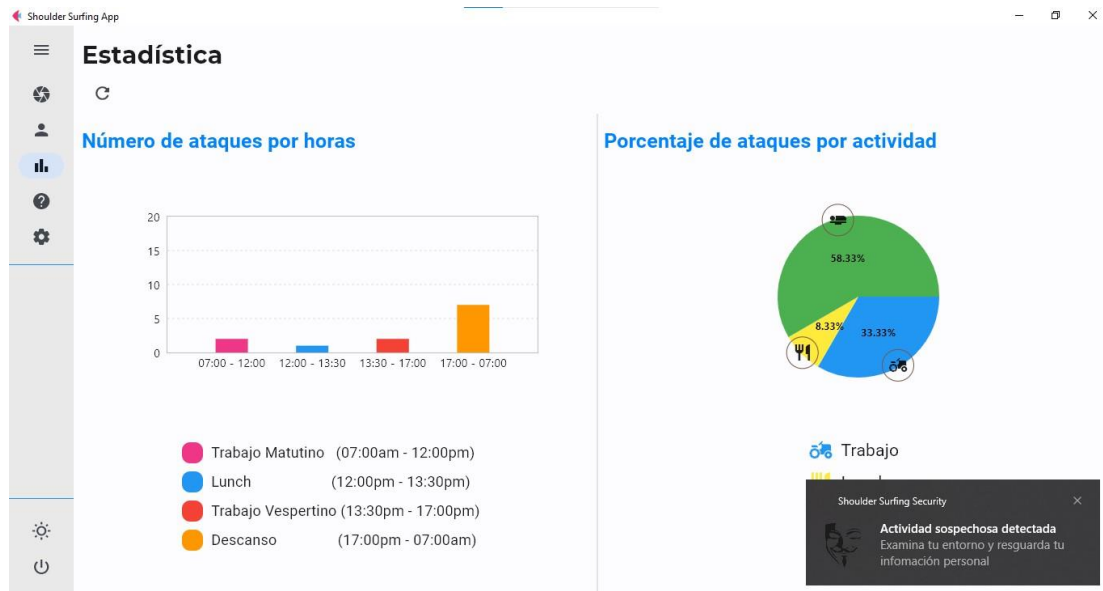 Shoulder Surfing App
Estadística
Número de ataques por horas
20
15
10
5
0
07:00 - 12:00 12:00 - 13:30 13:30 - 17:00 17:00 - 07:00
Trabajo Matutino (07:00am - 12:00pm)
Lunch (12:00pm - 13:30pm)
Trabajo Vespertino (13:30pm - 17:00pm)
Descanso (17:00pm - 07:00am)
Porcentaje de ataques por actividad
58.33%
8.33%
33.33%
Trabajo
Shoulder Surfing Security
Actividad sospechosa detectada
Examina tu entorno y resguarda tu
infomación personal